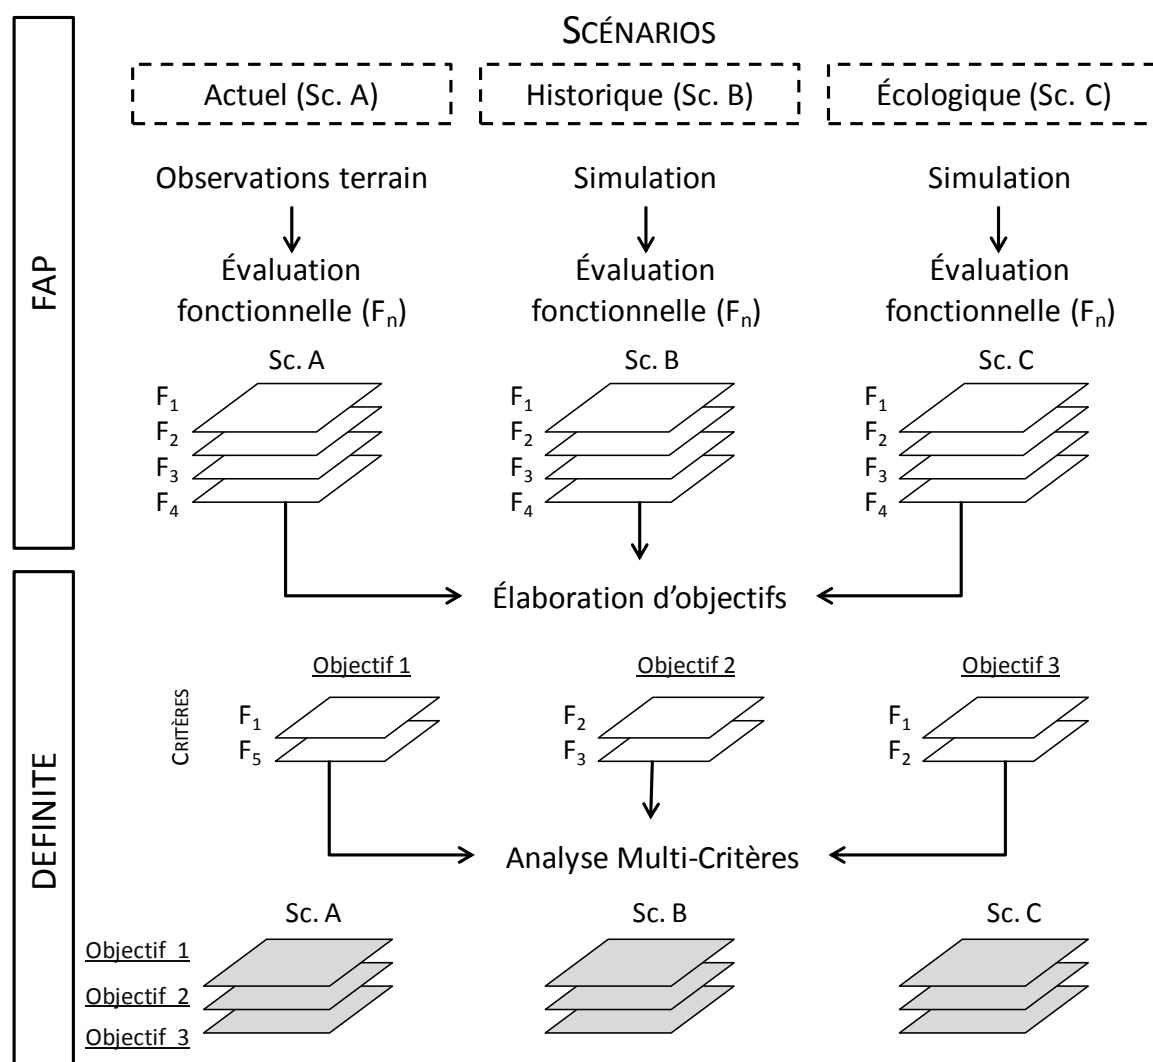 SCÉNARIOS
Actuel (Sc. A)
Historique (Sc. B)
Écologique (Sc. C)
Observations terrain
Simulation
Simulation
Évaluation
fonctionnelle (Fn)
Évaluation
fonctionnelle (Fn)
Évaluation
fonctionnelle (Fn)
FAP
Sc. A
F1
F2
F3
F4
Sc. B
F1
F2
F3
F4
Sc. C
F1
F2
F3
F4
Élaboration d’objectifs
DEFINITE
CRITÈRES
Objectif 1
F1
F5
Objectif 2
F2
F3
Objectif 3
F1
F2
Analyse Multi-Critères
Sc. A
Sc. B
Sc. C
Objectif 1
Objectif 2
Objectif 3